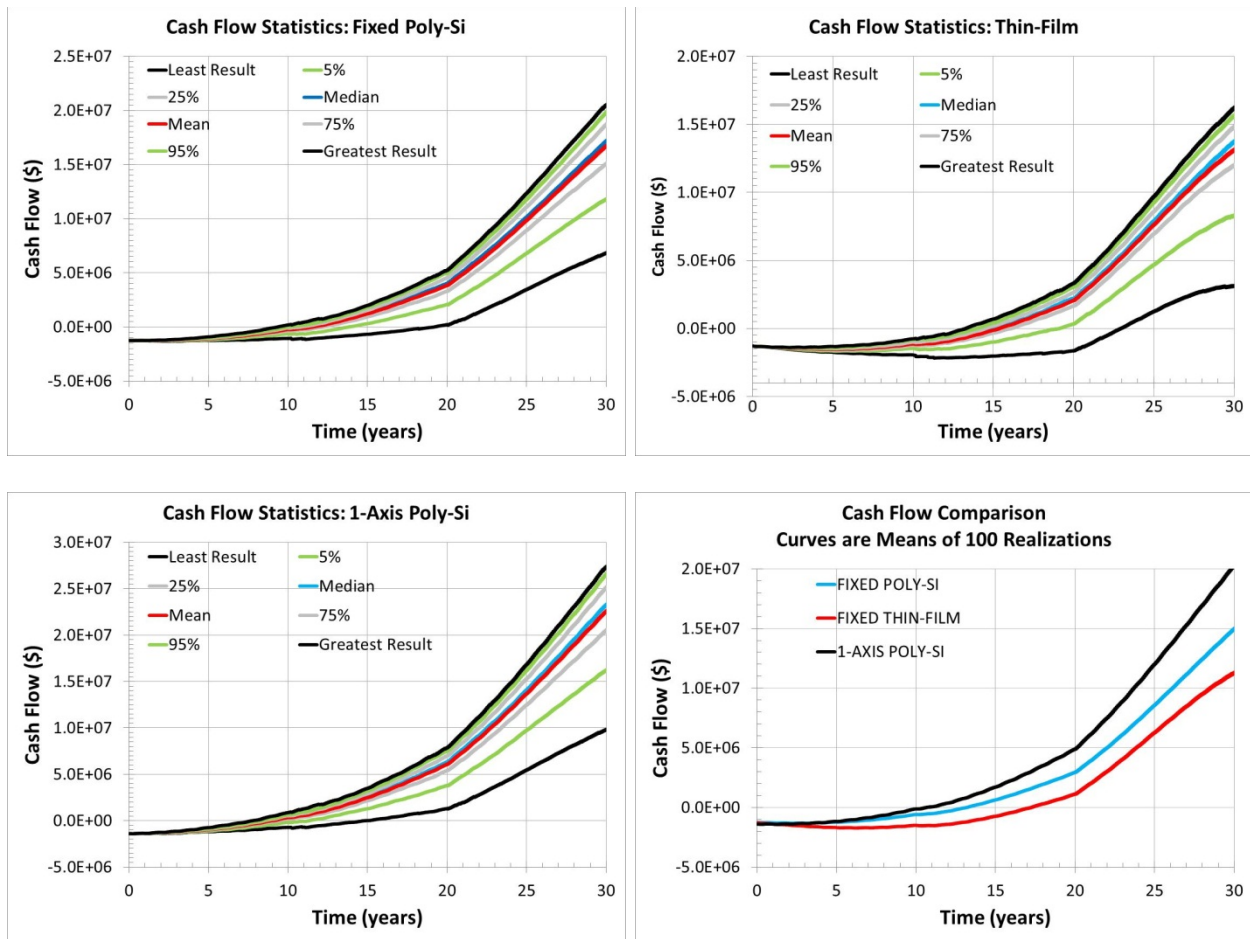 Cash Flow Statistics: Fixed Poly-Si
2.5E+07
2.0E+07
1.5E+07
1.0E+07
5.0E+06
0.0E+00
-5.0E+06
Least Result 5%
25% Median
Mean 75%
95% Greatest Result
Cash Flow ($)
0 5 10 15 20 25 30
Time (years)
Cash Flow Statistics: Thin-Film
2.0E+07
1.5E+07
1.0E+07
5.0E+06
0.0E+00
-5.0E+06
Least Result 5%
25% Median
Mean 75%
95% Greatest Result
Cash Flow ($)
0 5 10 15 20 25 30
Time (years)
Cash Flow Statistics: 1-Axis Poly-Si
3.0E+07
2.5E+07
2.0E+07
1.5E+07
1.0E+07
5.0E+06
0.0E+00
-5.0E+06
Least Result 5%
25% Median
Mean 75%
95% Greatest Result
Cash Flow ($)
0 5 10 15 20 25 30
Time (years)
Cash Flow Comparison
Curves are Means of 100 Realizations
2.0E+07
1.5E+07
1.0E+07
5.0E+06
0.0E+00
-5.0E+06
FIXED POLY-SI
FIXED THIN-FILM
1-AXIS POLY-SI
Cash Flow ($)
0 5 10 15 20 25 30
Time (years)